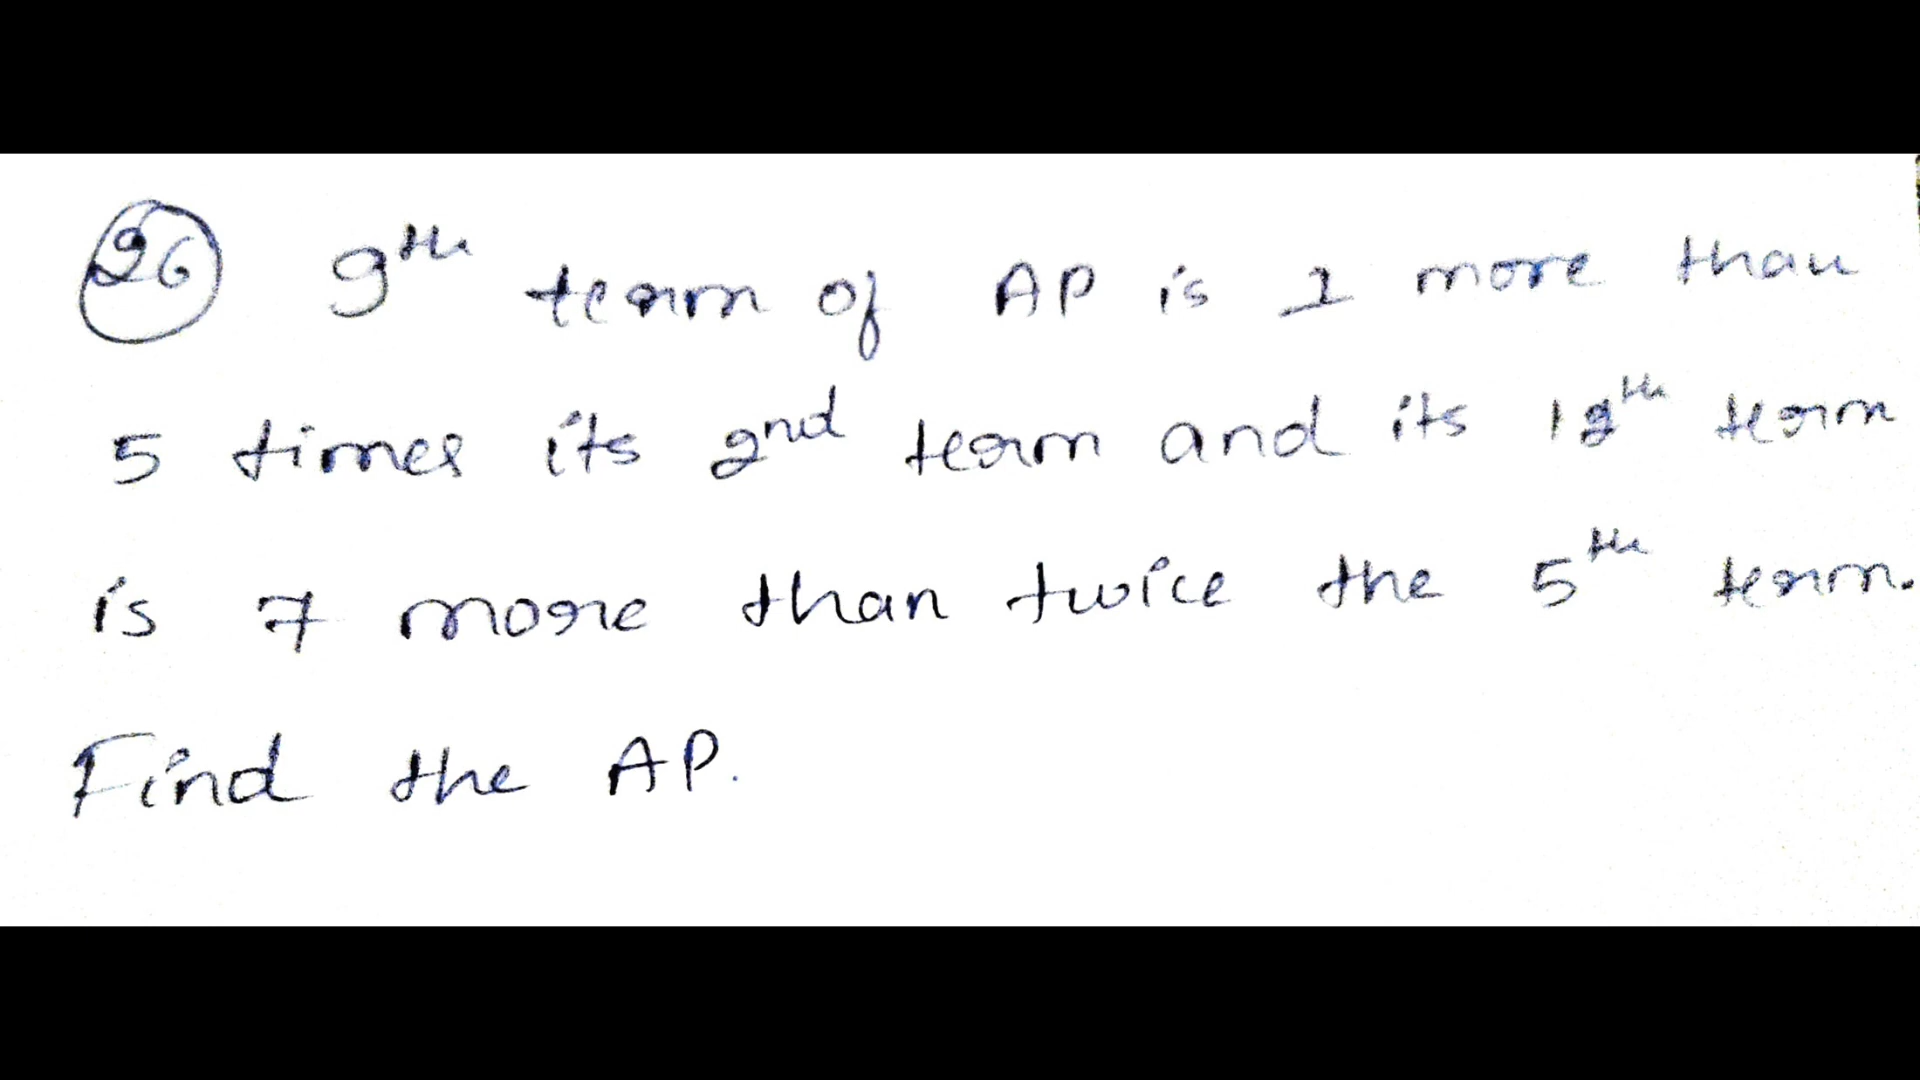 26 9th term of AP is 1 more than
5 times its 2nd term and its 12th term
is 7 more than twice the 5th term.
Find the AP.